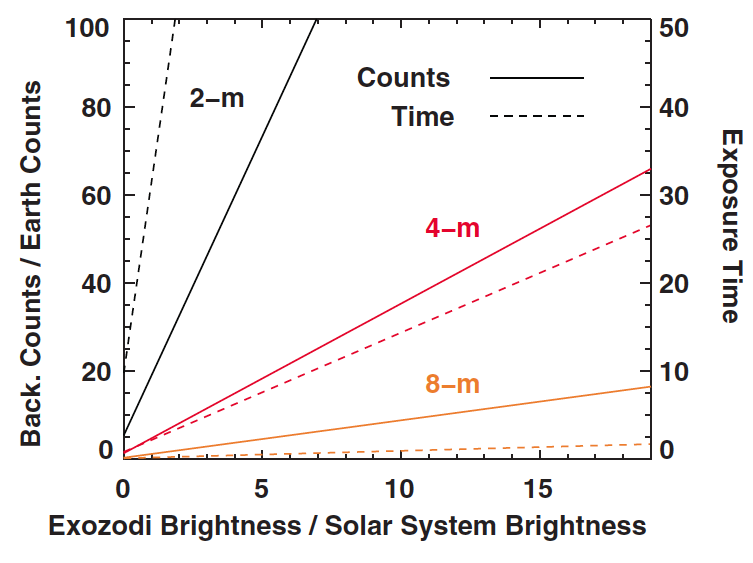 100
80
60
40
20
0
Back. Counts / Earth Counts
2–m
Counts
Time
4–m
8–m
50
40
30
20
10
0
Exposure Time
0 5 10 15
Exozodi Brightness / Solar System Brightness